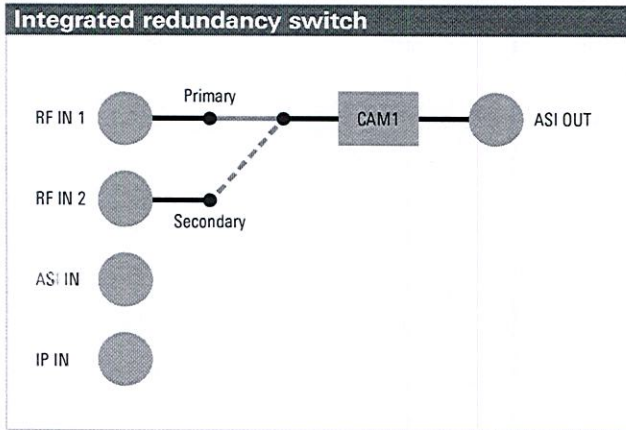 Integrated redundancy switch
Primary
RF IN 1
CAM1
ASI OUT
RF IN 2
Secondary
ASI IN
IP IN